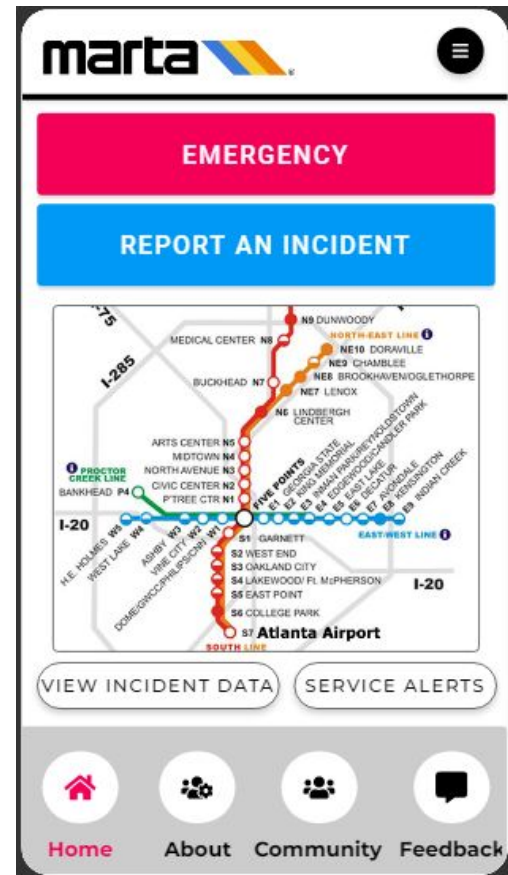 marta
EMERGENCY
REPORT AN INCIDENT
I-75
N9 DUNWOODY
MEDICAL CENTER N8
NORTH-EAST LINE
NE10 DORAVILLE
NE9 CHAMBLEE
I-285
BUCKHEAD N7
NE8 BROOKHAVEN/OGLETHORPE
NE7 LENOX
N6 LINDBERGH
CENTER
ARTS CENTER N5
MIDTOWN N4
NORTH AVENUE N3
CIVIC CENTER N2
P'TREE CTR N1
PROCTOR
CREEK LINE
BANKHEAD P4
FIVE POINTS
E1 GEORGIA STATE
E2 KING MEMORIAL
E3 INMAN PARK/REYNOLDSTOWN
E4 EDGEWOOD/CANDLER PARK
E5 EAST LAKE
E6 DECATUR
E7 AVONDALE
E8 KENSINGTON
E9 INDIAN CREEK
I-20
H.E. HOLMES W5
WEST LAKE W4
ASHBY W3
VINE CITY W2
DOME/GWCC/PHILIPS/CNN W1
EAST-WEST LINE
S1 GARNETT
S2 WEST END
S3 OAKLAND CITY
S4 LAKEWOOD/ Ft. McPHERSON
S5 EAST POINT
I-20
S6 COLLEGE PARK
S7 Atlanta Airport
SOUTH LINE
VIEW INCIDENT DATA
SERVICE ALERTS
Home
About
Community
Feedback